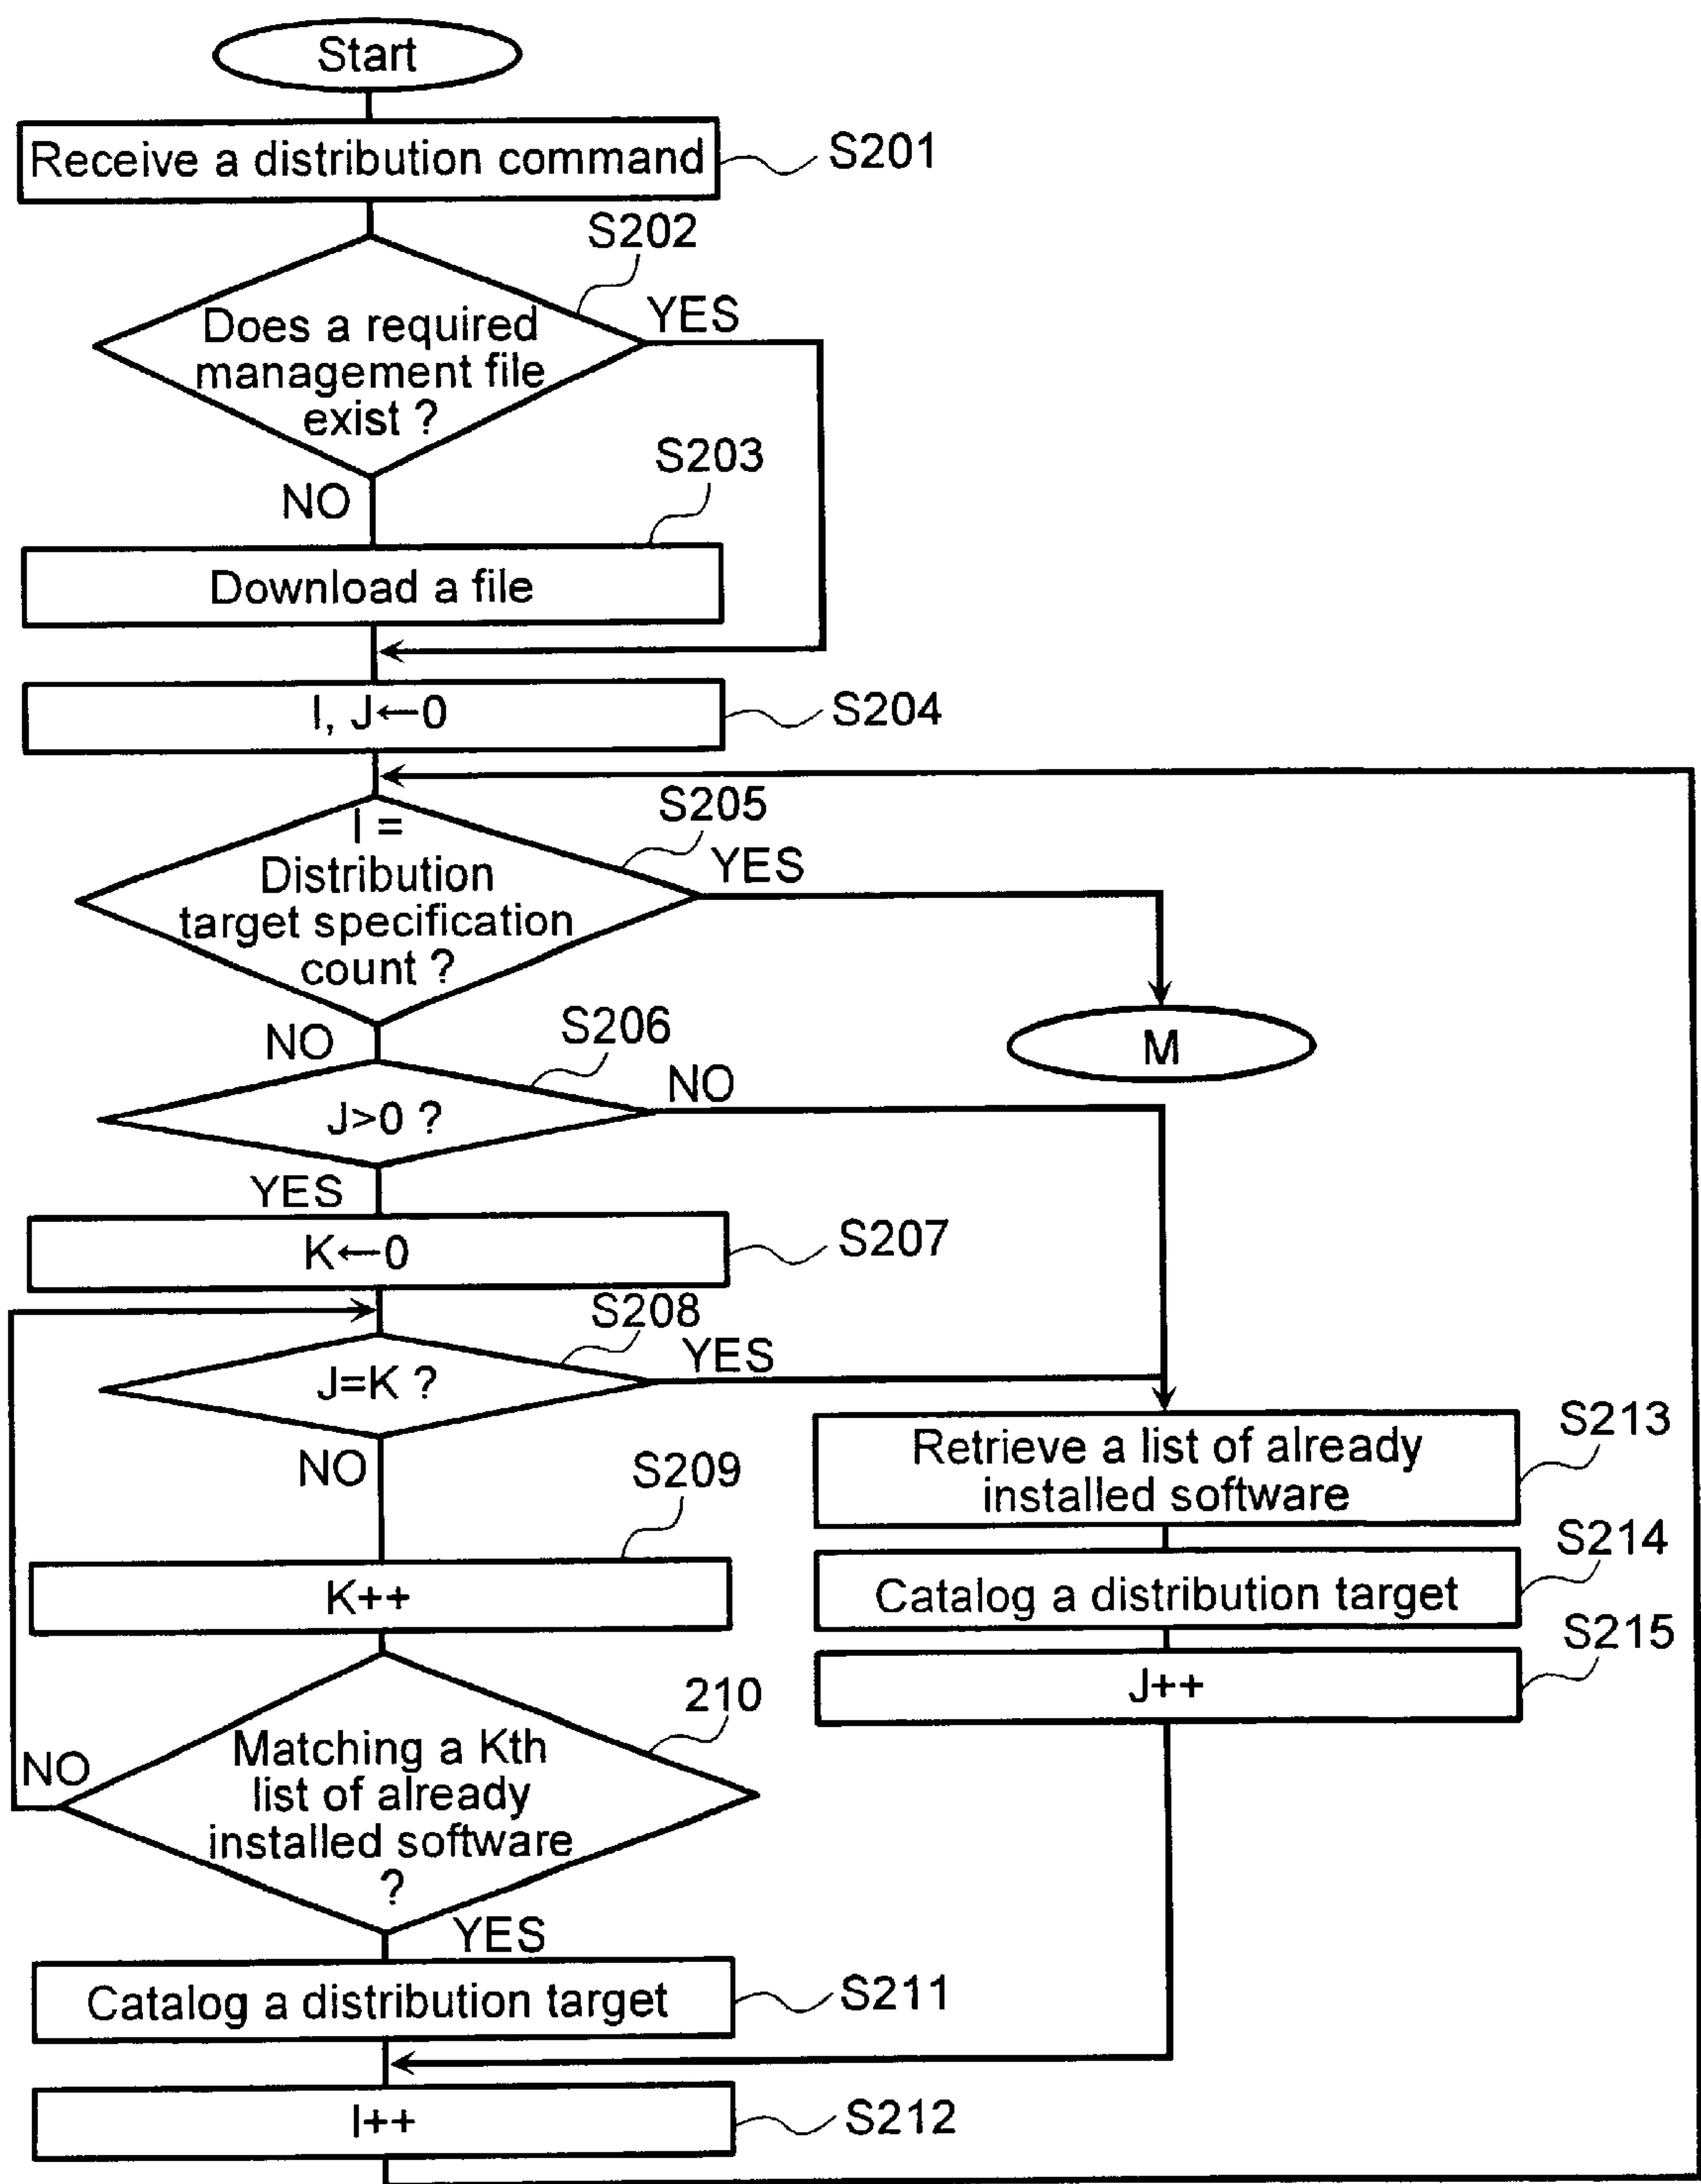 Start
Receive a distribution command
S201
S202
Does a required
management file
exist ?
YES
NO
S203
Download a file
I, J←0
S204
S205
I =
Distribution
target specification
count ?
YES
NO
M
S206
J>0 ?
NO
YES
K←0
S207
S208
J=K ?
YES
NO
S209
K++
210
Matching a Kth
list of already
installed software
?
NO
YES
Catalog a distribution target
S211
I++
S212
S213
Retrieve a list of already
installed software
S214
Catalog a distribution target
S215
J++